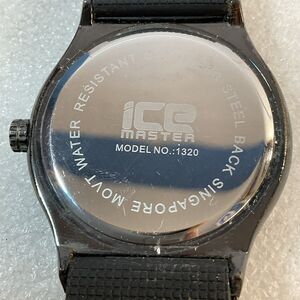 ICE
MASTER
MODEL NO.:1320
STEEL BACK SINGAPORE MOVT WATER RESISTANT